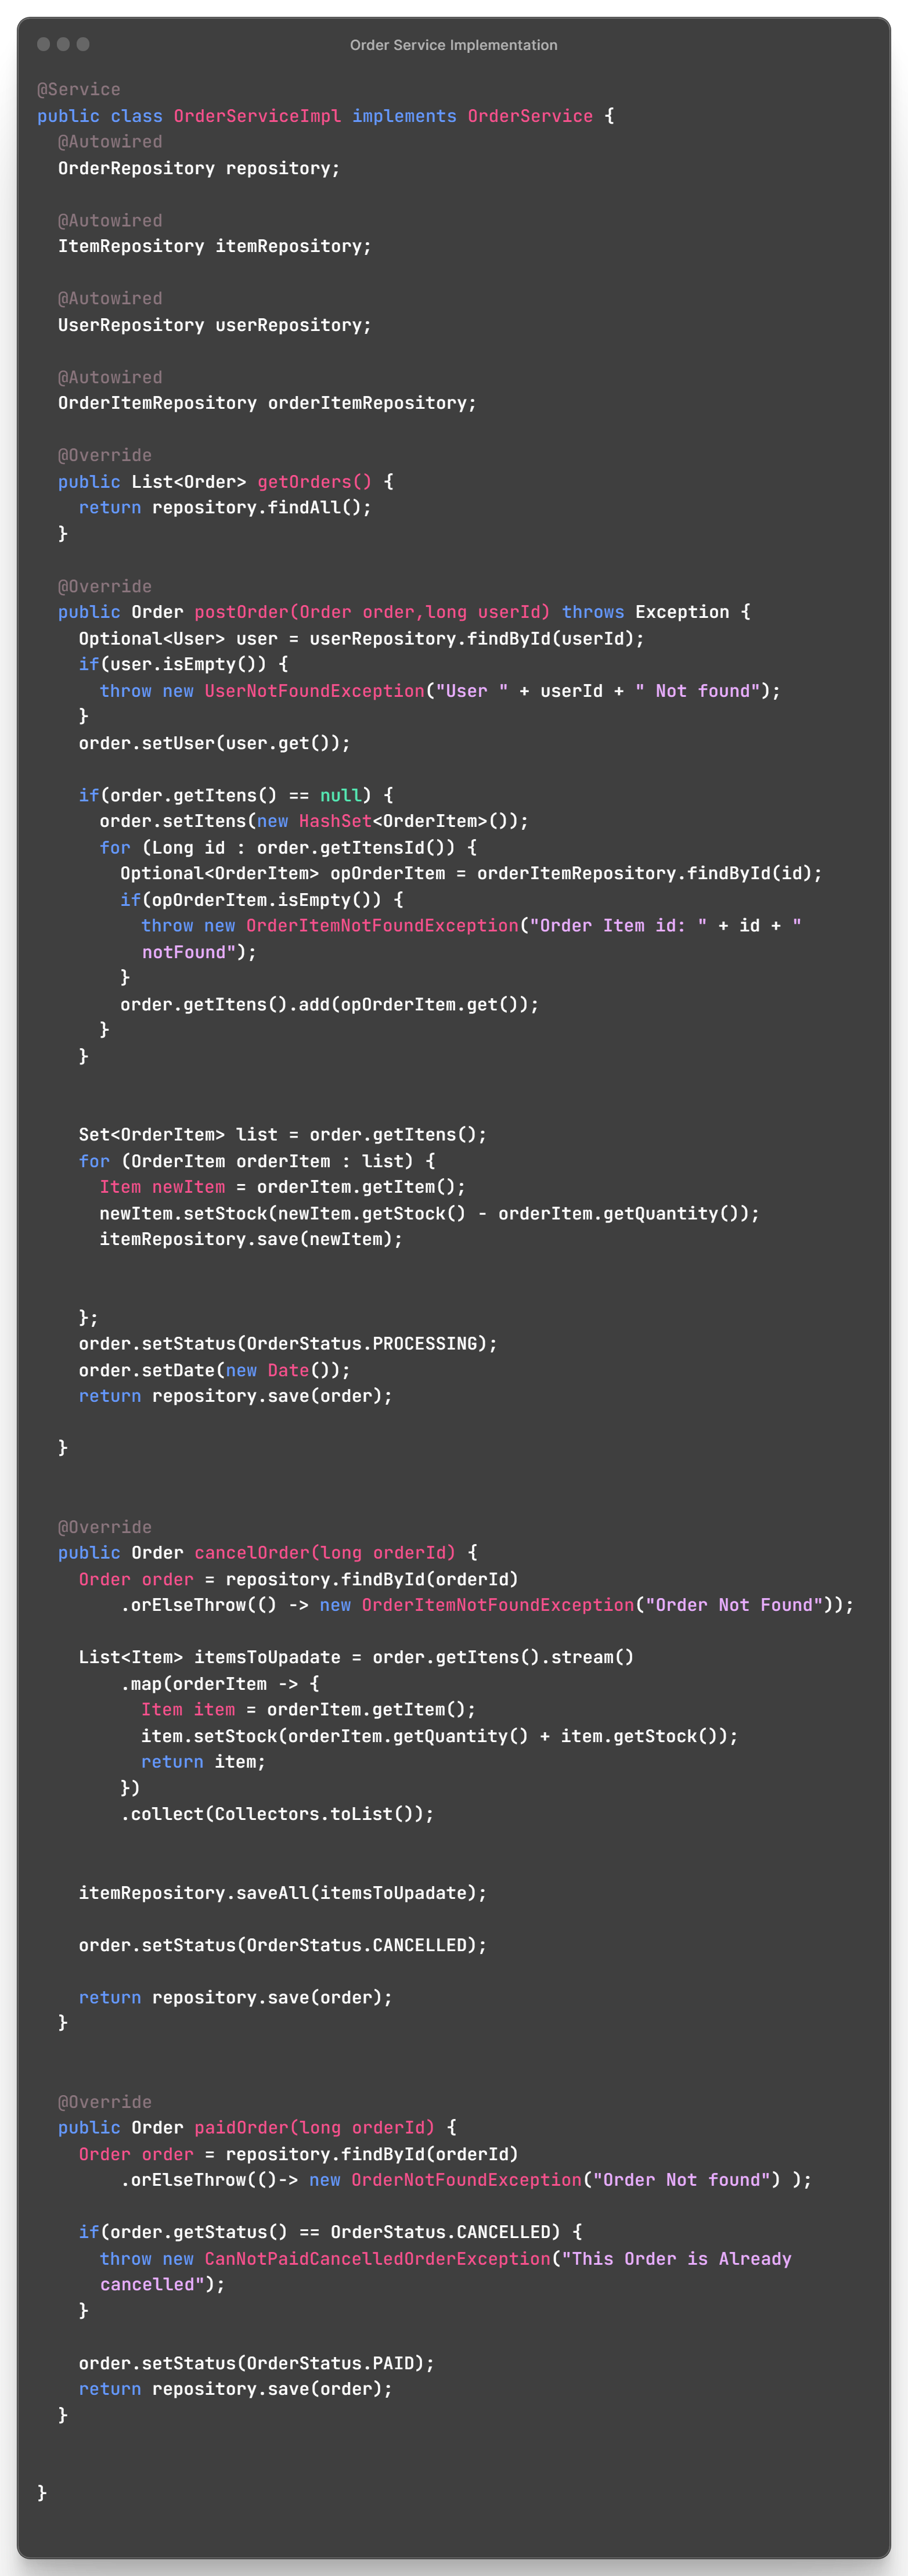 Order Service Implementation
@Service
public class OrderServiceImpl implements OrderService {
@Autowired
OrderRepository repository;
@Autowired
ItemRepository itemRepository;
@Autowired
UserRepository userRepository;
@Autowired
OrderItemRepository orderItemRepository;
@Override
public List<Order> getOrders() {
return repository.findAll();
}
@Override
public Order postOrder(Order order,long userId) throws Exception {
Optional<User> user = userRepository.findById(userId);
if(user.isEmpty()) {
throw new UserNotFoundException("User " + userId + " Not found");
}
order.setUser(user.get());
if(order.getItens() == null) {
order.setItens(new HashSet<OrderItem>());
for (Long id : order.getItensId()) {
Optional<OrderItem> opOrderItem = orderItemRepository.findById(id);
if(opOrderItem.isEmpty()) {
throw new OrderItemNotFoundException("Order Item id: " + id + "
notFound");
}
order.getItens().add(opOrderItem.get());
}
}
Set<OrderItem> list = order.getItens();
for (OrderItem orderItem : list) {
Item newItem = orderItem.getItem();
newItem.setStock(newItem.getStock() - orderItem.getQuantity());
itemRepository.save(newItem);
};
order.setStatus(OrderStatus.PROCESSING);
order.setDate(new Date());
return repository.save(order);
}
@Override
public Order cancelOrder(long orderId) {
Order order = repository.findById(orderId)
.orElseThrow(() -> new OrderItemNotFoundException("Order Not Found"));
List<Item> itemsToUpadate = order.getItens().stream()
.map(orderItem -> {
Item item = orderItem.getItem();
item.setStock(orderItem.getQuantity() + item.getStock());
return item;
})
.collect(Collectors.toList());
itemRepository.saveAll(itemsToUpadate);
order.setStatus(OrderStatus.CANCELLED);
return repository.save(order);
}
@Override
public Order paidOrder(long orderId) {
Order order = repository.findById(orderId)
.orElseThrow(()-> new OrderNotFoundException("Order Not found") );
if(order.getStatus() == OrderStatus.CANCELLED) {
throw new CanNotPaidCancelledOrderException("This Order is Already
cancelled");
}
order.setStatus(OrderStatus.PAID);
return repository.save(order);
}
}